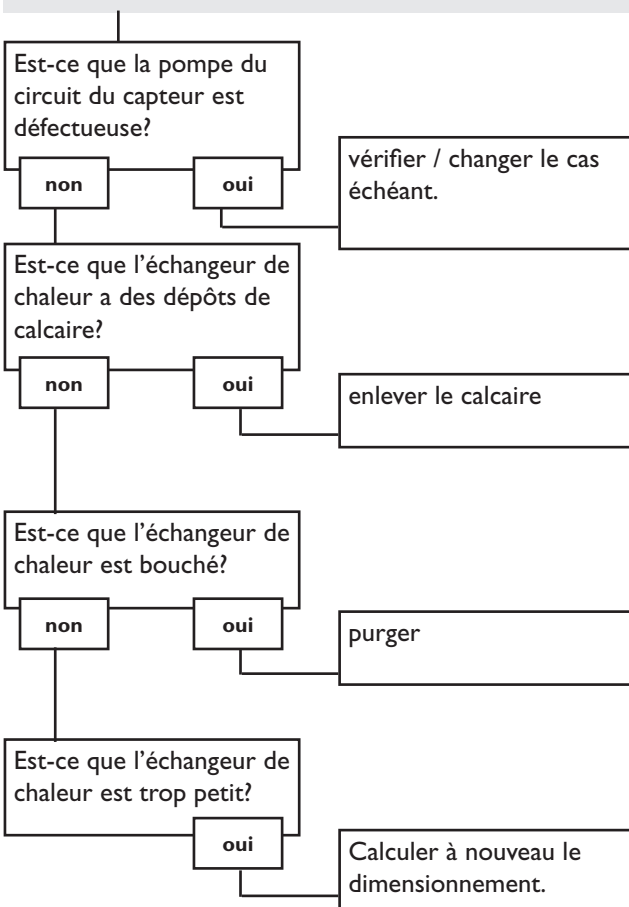 Est-ce que la pompe du
circuit du capteur est
défectueuse?
non
oui
vérifier / changer le cas
échéant.
Est-ce que l'échangeur de
chaleur a des dépôts de
calcaire?
non
oui
enlever le calcaire
Est-ce que l'échangeur de
chaleur est bouché?
non
oui
purger
Est-ce que l'échangeur de
chaleur est trop petit?
oui
Calculer à nouveau le
dimensionnement.